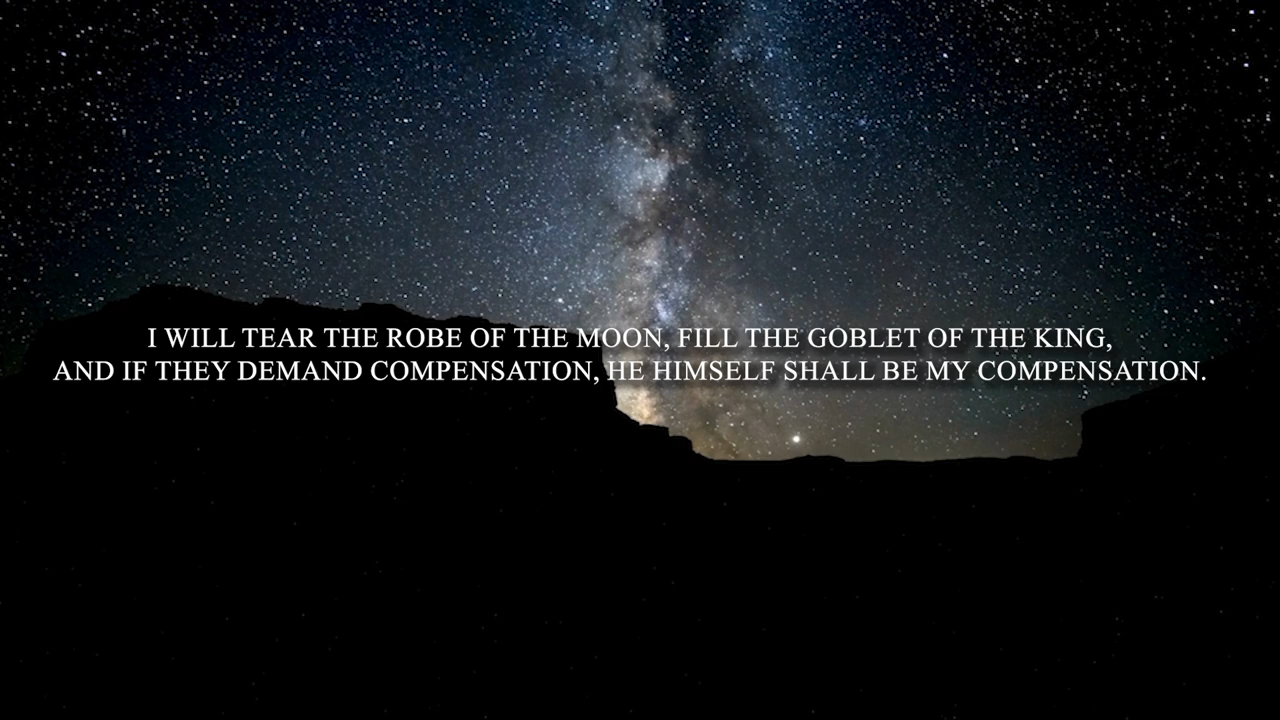 I WILL TEAR THE ROBE OF THE MOON, FILL THE GOBLET OF THE KING,
AND IF THEY DEMAND COMPENSATION, HE HIMSELF SHALL BE MY COMPENSATION.